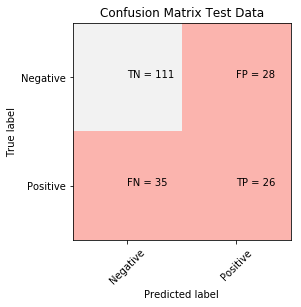 Confusion Matrix Test Data
Negative
TN = 111
FP = 28
True label
Positive
FN = 35
TP = 26
Negative
Positive
Predicted label